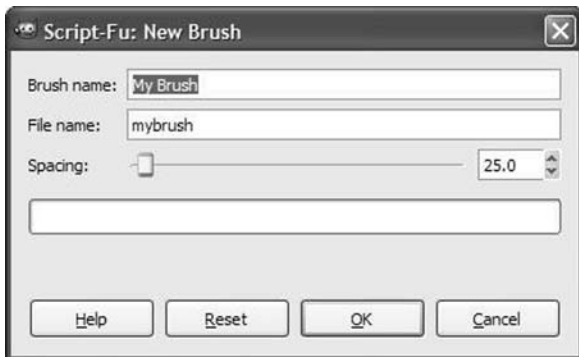 Script-Fu: New Brush
Brush name: My Brush
File name: mybrush
Spacing: 25.0
Help Reset OK Cancel